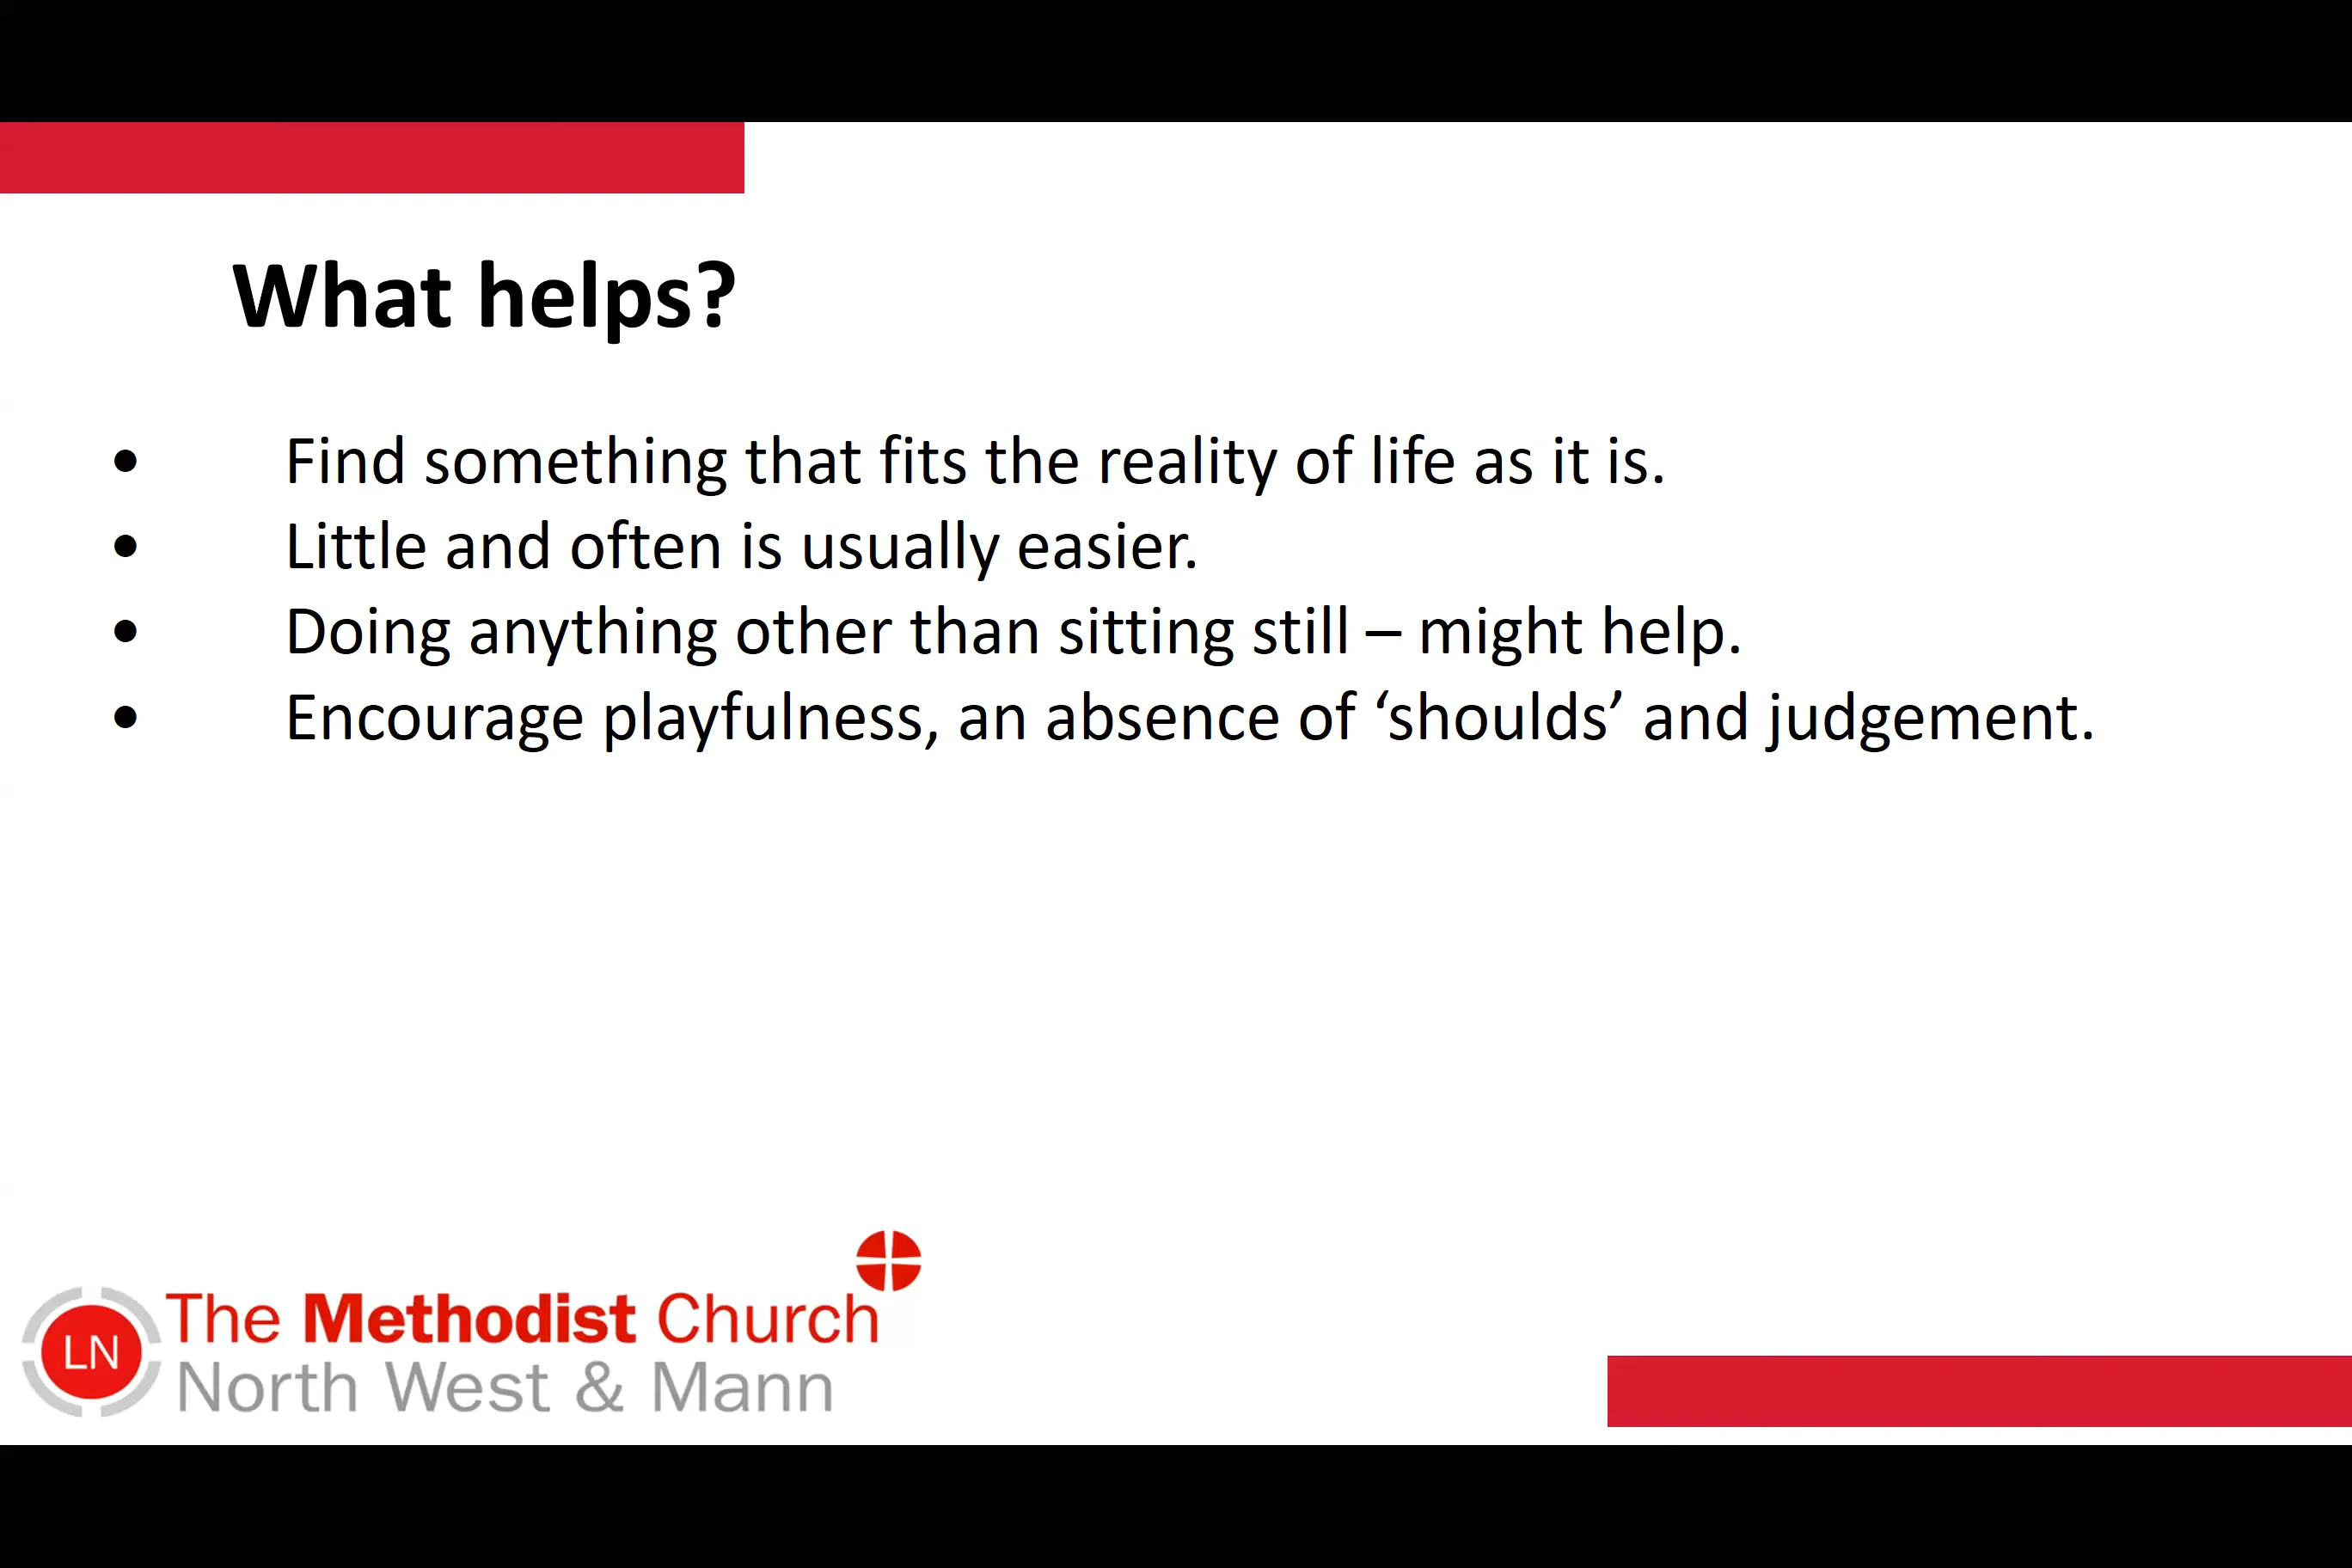 What helps?
• Find something that fits the reality of life as it is.
• Little and often is usually easier.
• Doing anything other than sitting still – might help.
• Encourage playfulness, an absence of ‘shoulds’ and judgement.
LN
The Methodist Church
North West & Mann